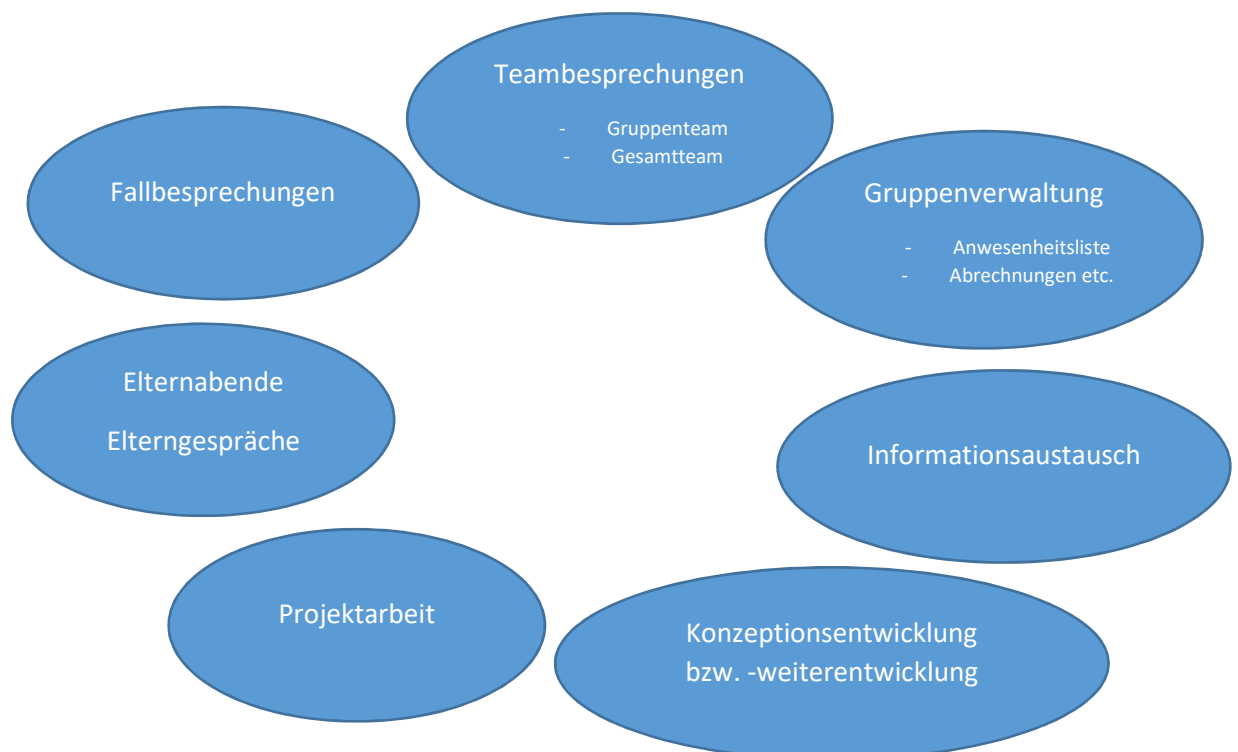 Teambesprechungen
- Gruppenteam
- Gesamtteam
Fallbesprechungen
Gruppenverwaltung
- Anwesenheitsliste
- Abrechnungen etc.
Elternabende
Elterngespräche
Informationsaustausch
Projektarbeit
Konzeptionsentwicklung
bzw. -weiterentwicklung